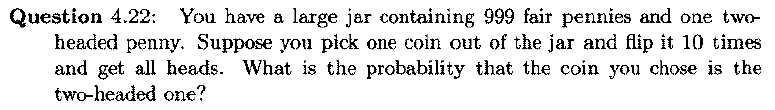 Question 4.22: You have a large jar containing 999 fair pennies and one two-
headed penny. Suppose you pick one coin out of the jar and flip it 10 times
and get all heads. What is the probability that the coin you chose is the
two-headed one?